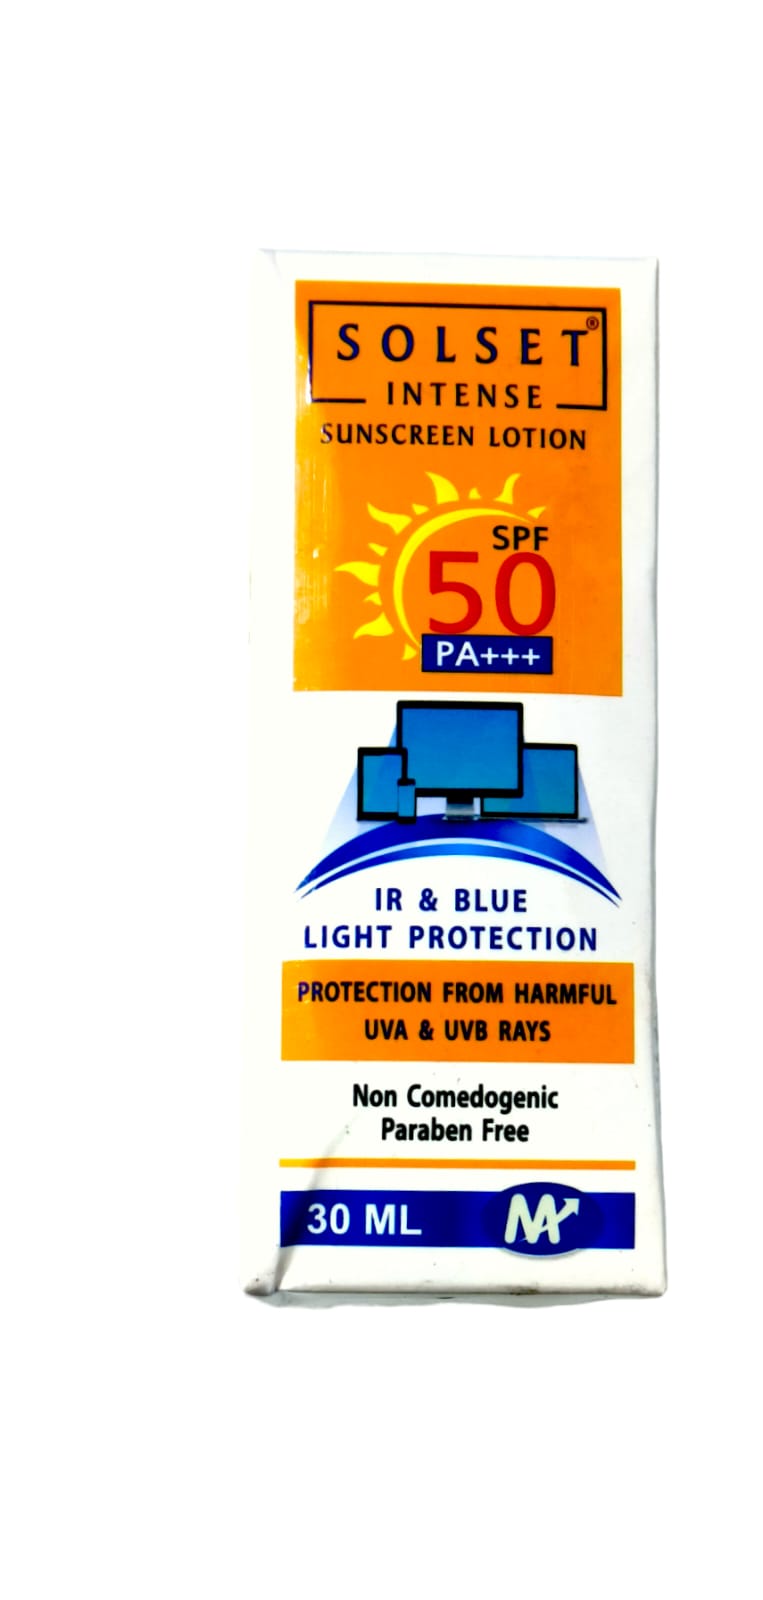 SOLSET®
INTENSE
SUNSCREEN LOTION
SPF
50
PA+++
IR & BLUE
LIGHT PROTECTION
PROTECTION FROM HARMFUL
UVA & UVB RAYS
Non Comedogenic
Paraben Free
30 ML
MA